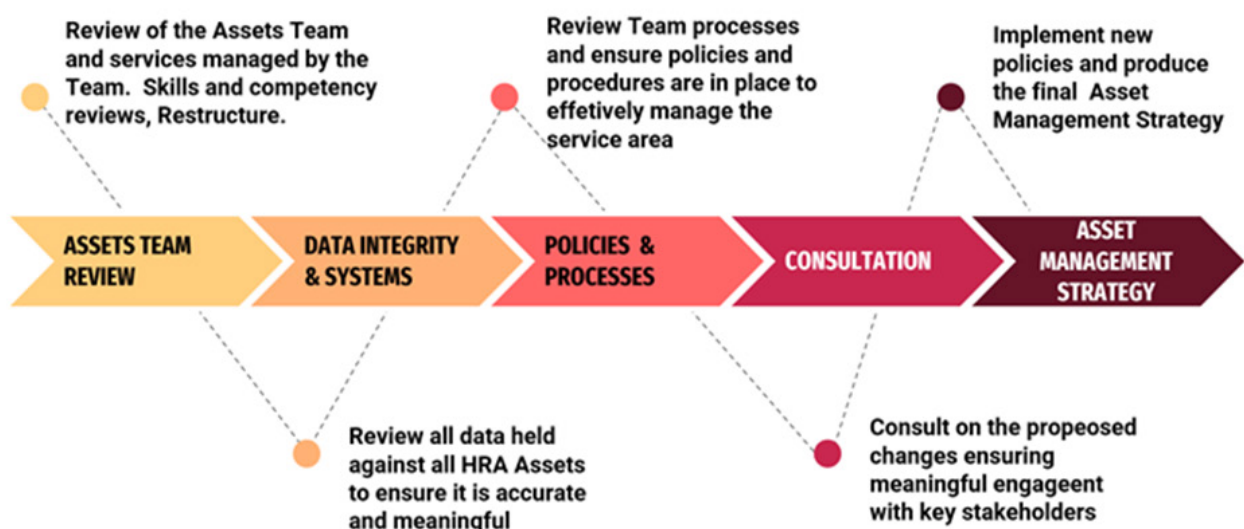 Review of the Assets Team
and services managed by the
Team. Skills and competency
reviews, Restructure.
Review Team processes
and ensure policies and
procedures are in place to
effetively manage the
service area
Implement new
policies and produce
the final Asset
Management Strategy
ASSETS TEAM
REVIEW
DATA INTEGRITY
& SYSTEMS
POLICIES &
PROCESSES
CONSULTATION
ASSET
MANAGEMENT
STRATEGY
Review all data held
against all HRA Assets
to ensure it is accurate
and meaningful
Consult on the propeosed
changes ensuring
meaningful engageent
with key stakeholders